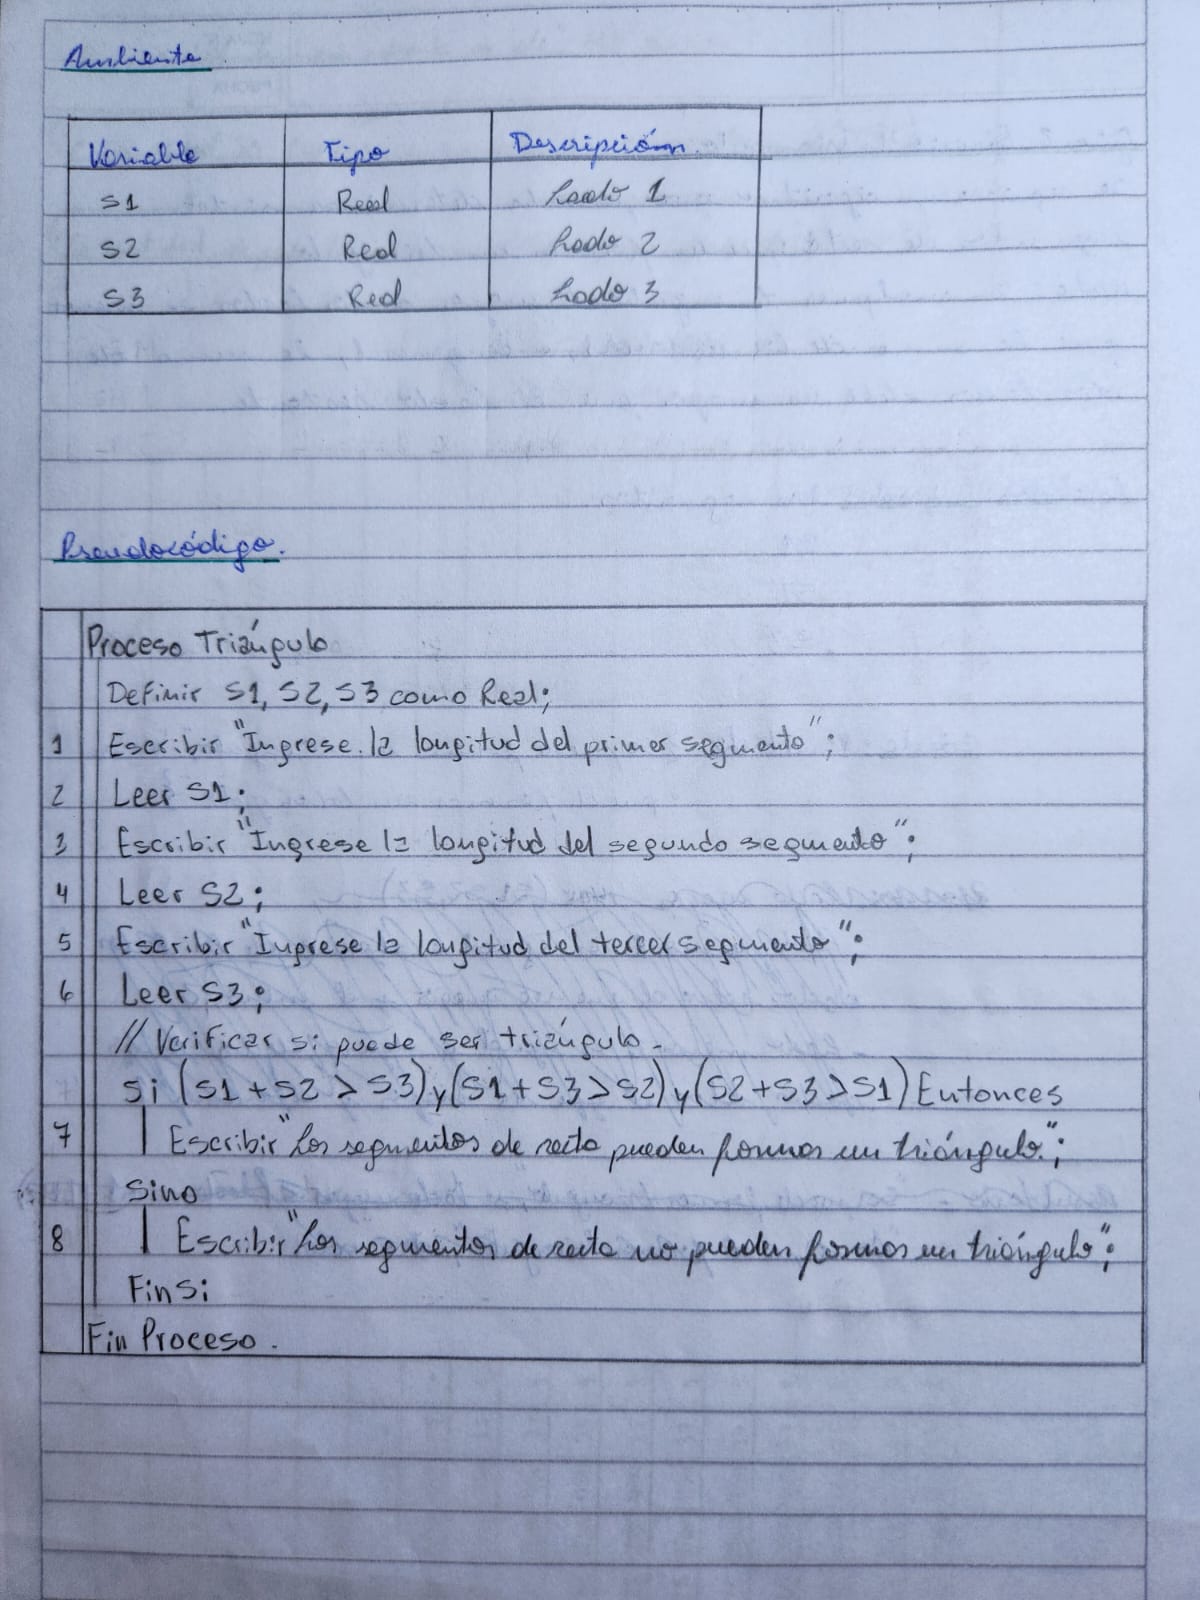 Ambiente
Variable Tipo Descripción
S1 Real Lado 1
S2 Real Lado 2
S3 Real Lado 3
Pseudocódigo.
Proceso Triángulo
Definir S1, S2, S3 como Real;
1 Escribir "Ingrese la longitud del primer segmento";
2 Leer S1;
3 Escribir "Ingrese la longitud del segundo segmento";
4 Leer S2;
5 Escribir "Ingrese la longitud del tercer segmento";
6 Leer S3;
// Verificar si puede ser triángulo.
Si (S1 + S2 > S3) y (S1 + S3 > S2) y (S2 + S3 > S1) Entonces
7 Escribir "Los segmentos de recta pueden formar un triángulo.";
Sino
8 Escribir "Los segmentos de recta no pueden formar un triángulo";
FinSi
Fin Proceso.